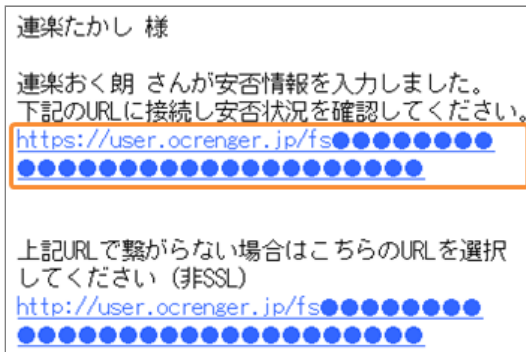 連楽たかし 様
連楽おく朗 さんが安否情報を入力しました。
下記のURLに接続し安否状況を確認してください。
https://user.ocrenger.jp/fs●●●●●●●●
●●●●●●●●●●●●●●●●●●●●
上記URLで繋がらない場合はこちらのURLを選択
してください（非SSL）
http://user.ocrenger.jp/fs●●●●●●●●
●●●●●●●●●●●●●●●●●●●●